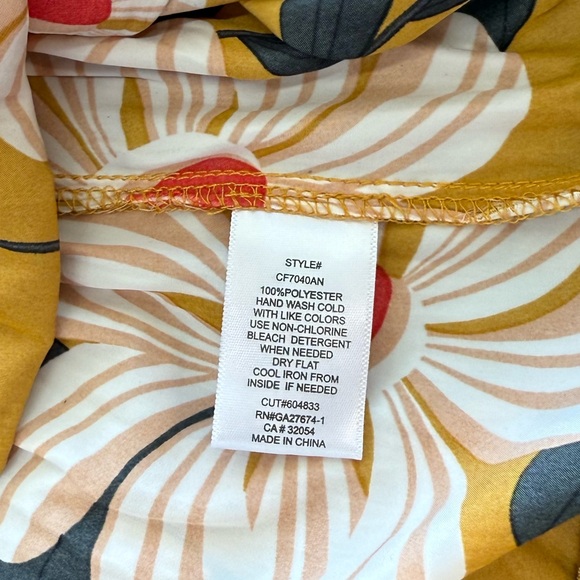 STYLE#
CF7040AN
100%POLYESTER
HAND WASH COLD
WITH LIKE COLORS
USE NON-CHLORINE
BLEACH DETERGENT
WHEN NEEDED
DRY FLAT
COOL IRON FROM
INSIDE IF NEEDED
CUT#604833
RN#GA27674-1
CA # 32054
MADE IN CHINA